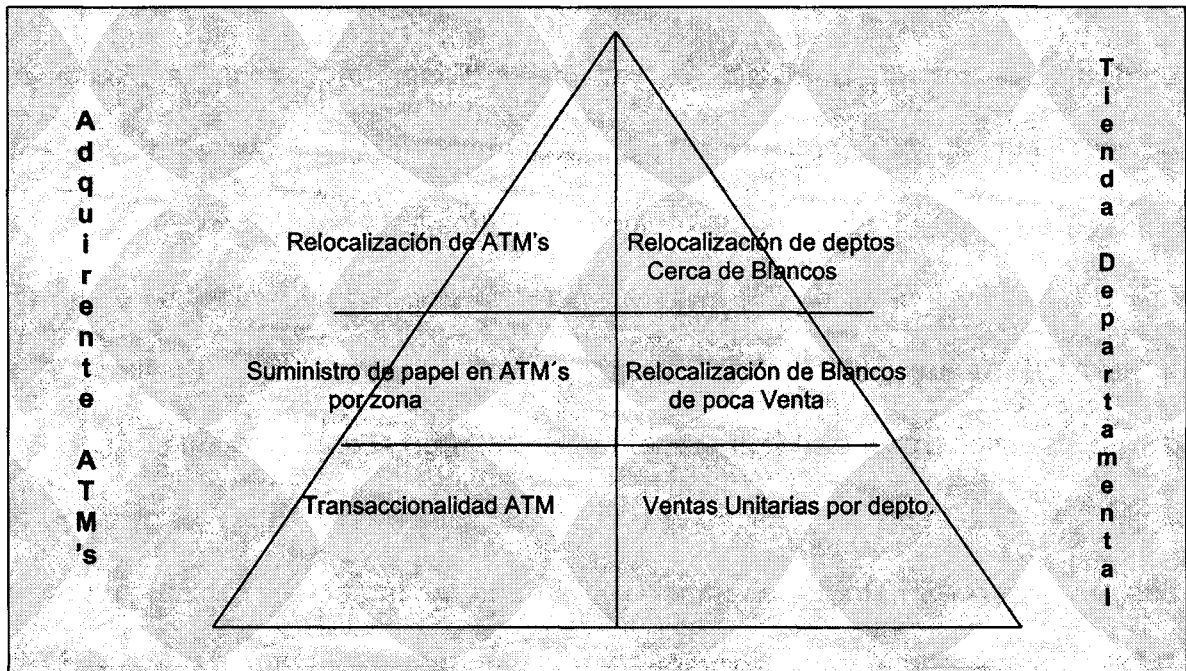 Adquirente ATM's
Relocalización de ATM's
Suministro de papel en ATM´s
por zona
Transaccionalidad ATM
Relocalización de deptos
Cerca de Blancos
Relocalización de Blancos
de poca Venta
Ventas Unitarias por depto.
Tienda Departamental